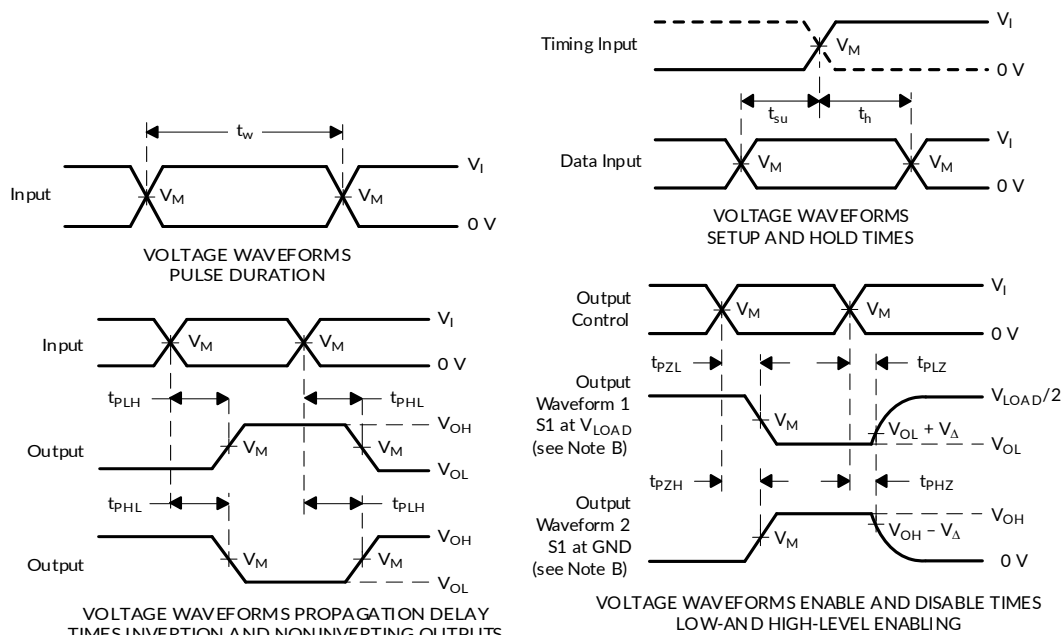 t_w
V_I
Input
V_M
V_M
0 V
VOLTAGE WAVEFORMS
PULSE DURATION
Timing Input
V_I
V_M
0 V
t_su
t_h
Data Input
V_I
V_M
V_M
0 V
VOLTAGE WAVEFORMS
SETUP AND HOLD TIMES
Input
V_I
V_M
V_M
0 V
t_PLH
t_PHL
Output
V_OH
V_M
V_M
V_OL
t_PHL
t_PLH
Output
V_OH
V_M
V_M
V_OL
VOLTAGE WAVEFORMS PROPAGATION DELAY
TIMES INVERTION AND NONINVERTING OUTPUTS
Output
Control
V_I
V_M
V_M
0 V
t_PZL
t_PLZ
Output
Waveform 1
S1 at V_LOAD
(see Note B)
V_LOAD/2
V_M
V_OL + V_Δ
V_OL
t_PZH
t_PHZ
Output
Waveform 2
S1 at GND
(see Note B)
V_OH
V_M
V_OH – V_Δ
0 V
VOLTAGE WAVEFORMS ENABLE AND DISABLE TIMES
LOW-AND HIGH-LEVEL ENABLING